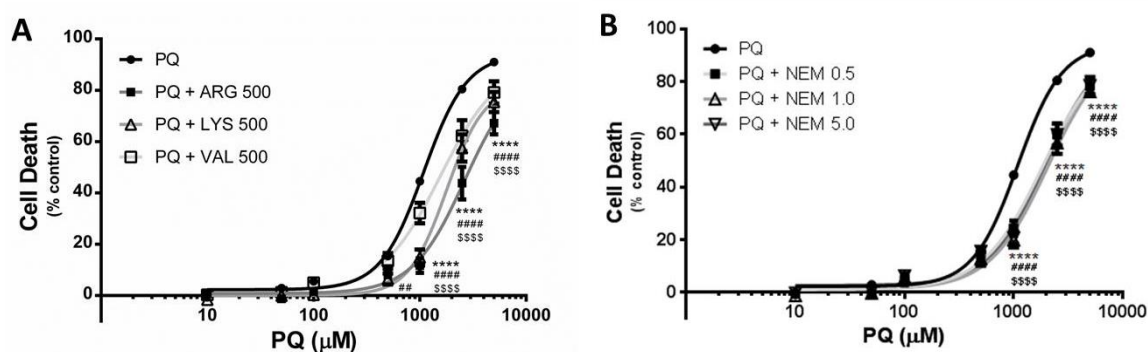 A
Cell Death
(% control)
100
80
60
40
20
0
PQ
PQ + ARG 500
PQ + LYS 500
PQ + VAL 500
****
####
$$$$
****
####
$$$$
****
####
$$$$
##
10
100
1000
10000
PQ (μM)
B
Cell Death
(% control)
100
80
60
40
20
0
PQ
PQ + NEM 0.5
PQ + NEM 1.0
PQ + NEM 5.0
****
####
$$$$
****
####
$$$$
****
####
$$$$
10
100
1000
10000
PQ (μM)